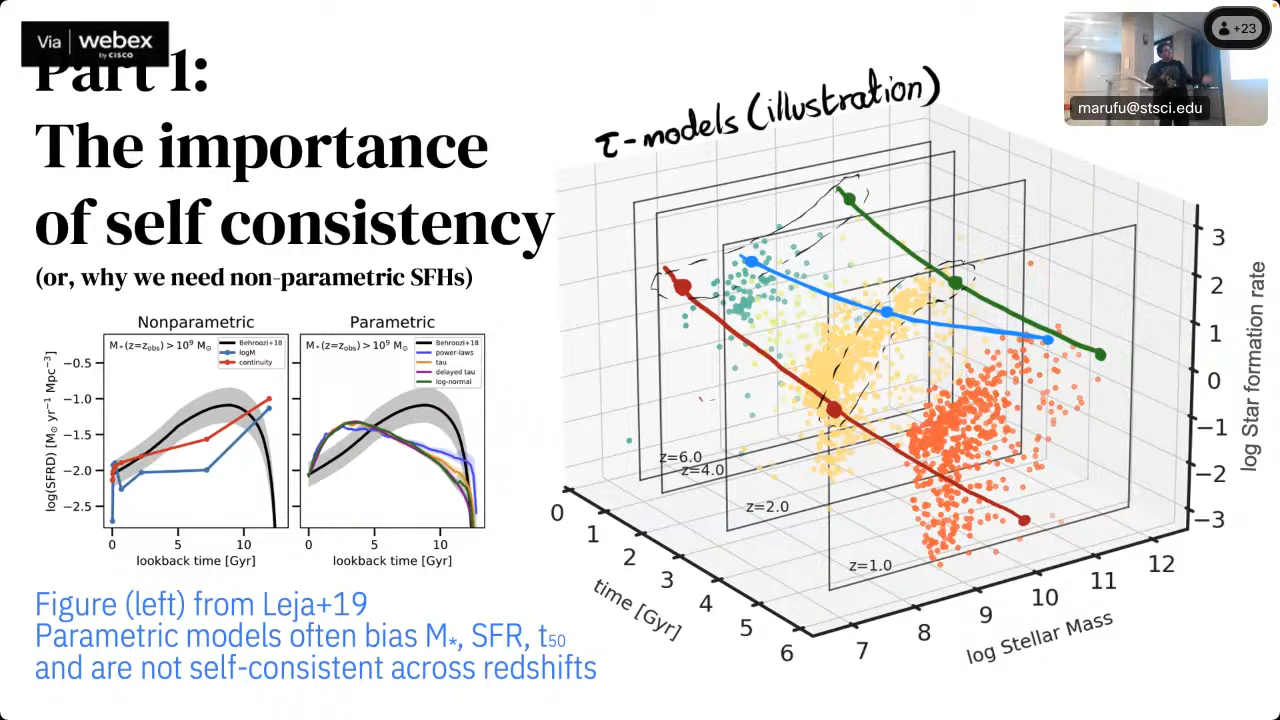 Via webex
by CISCO
+23
marufu@stsci.edu
Part 1:
The importance
of self consistency
(or, why we need non-parametric SFHs)
τ-models (illustration)
Nonparametric
M*(z=zobs) > 10⁹ M⊙
Behroozi+18
logM
continuity
−0.5
−1.0
−1.5
−2.0
−2.5
log(SFRD) [M⊙ yr⁻¹ Mpc⁻³]
0 5 10
lookback time [Gyr]
Parametric
M*(z=zobs) > 10⁹ M⊙
Behroozi+18
power-laws
tau
delayed tau
log-normal
0 5 10
lookback time [Gyr]
z=6.0
z=4.0
z=2.0
z=1.0
0 1 2 3 4 5 6
time [Gyr]
7 8 9 10 11 12
log Stellar Mass
3
2
1
0
−1
−2
−3
log Star formation rate
Figure (left) from Leja+19
Parametric models often bias M*, SFR, t50
and are not self-consistent across redshifts